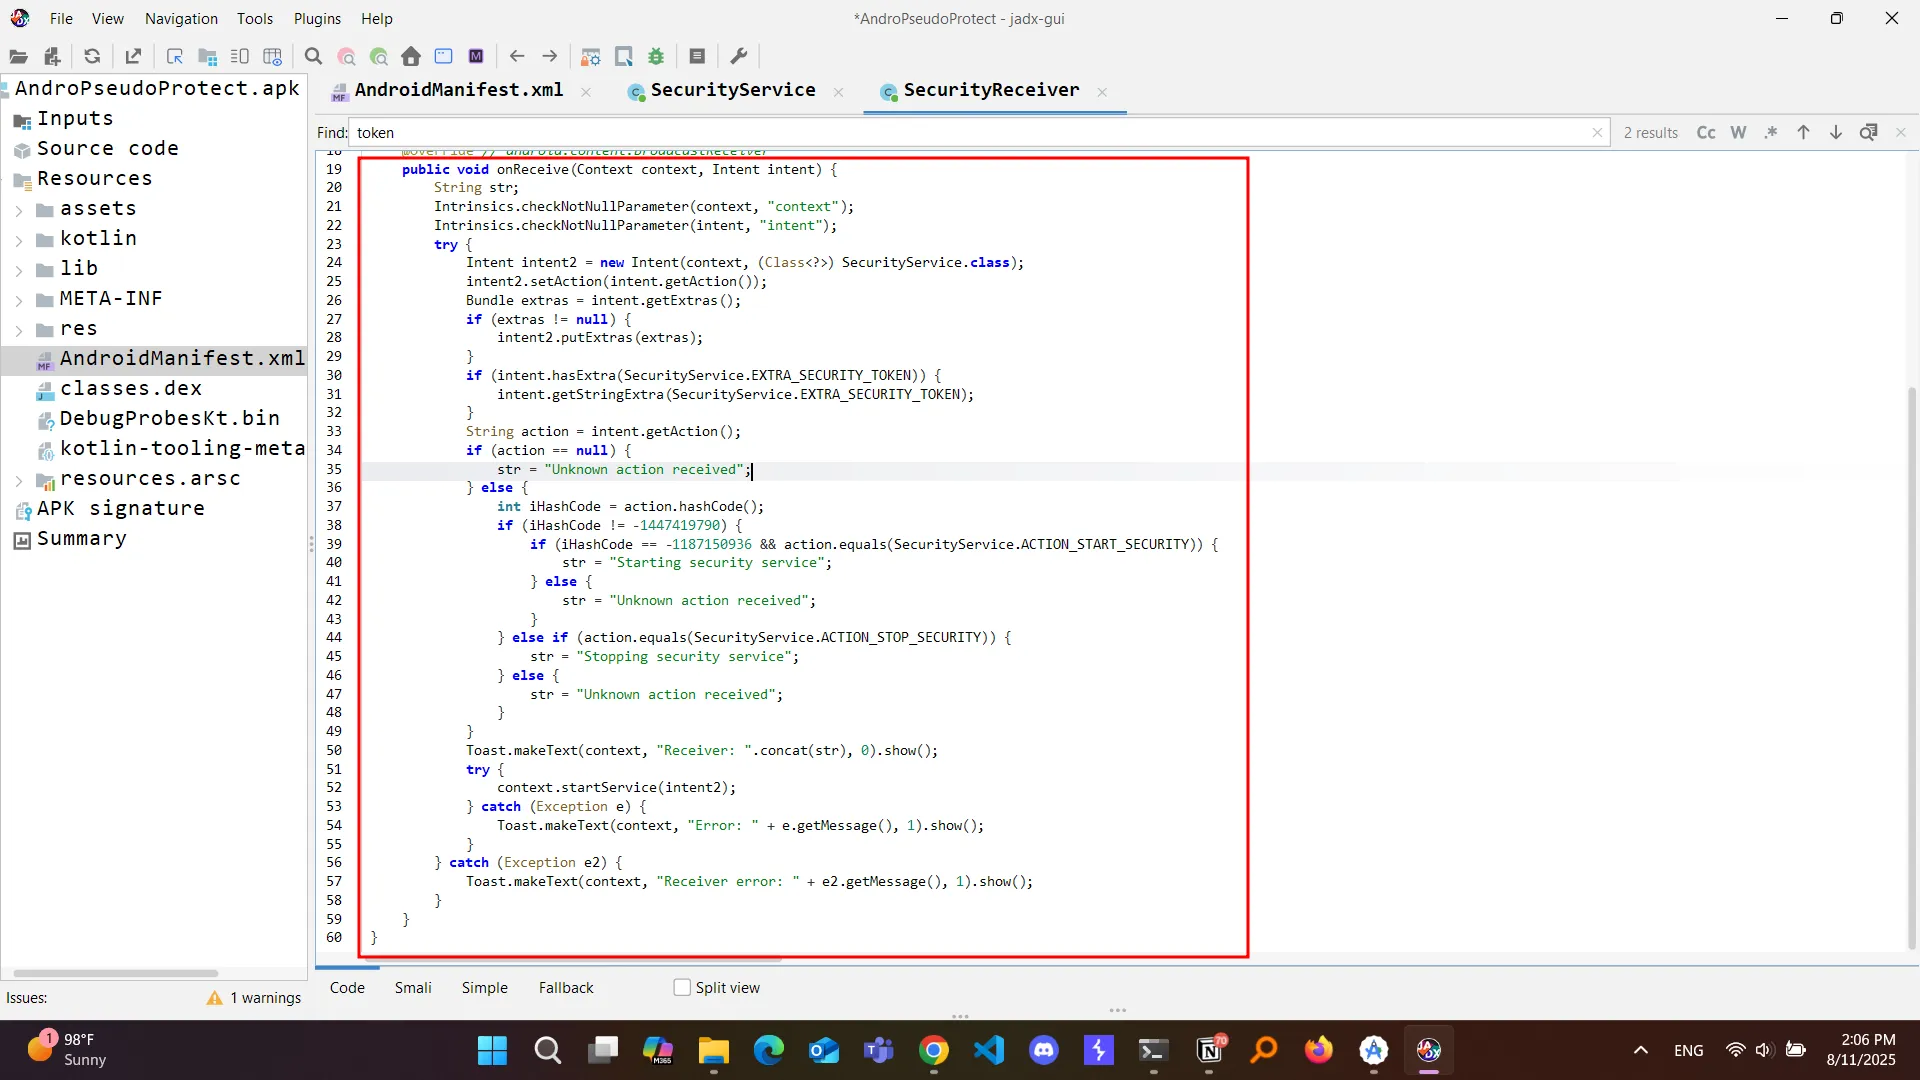 File View Navigation Tools Plugins Help
*AndroPseudoProtect - jadx-gui
AndroPseudoProtect.apk
Inputs
Source code
Resources
assets
kotlin
lib
META-INF
res
AndroidManifest.xml
classes.dex
DebugProbesKt.bin
kotlin-tooling-meta
resources.arsc
APK signature
Summary
Issues:
1 warnings
AndroidManifest.xml
SecurityService
SecurityReceiver
Find: token
2 results Cc W .*
18 @Override // android.content.BroadcastReceiver
19 public void onReceive(Context context, Intent intent) {
20 String str;
21 Intrinsics.checkNotNullParameter(context, "context");
22 Intrinsics.checkNotNullParameter(intent, "intent");
23 try {
24 Intent intent2 = new Intent(context, (Class<?>) SecurityService.class);
25 intent2.setAction(intent.getAction());
26 Bundle extras = intent.getExtras();
27 if (extras != null) {
28 intent2.putExtras(extras);
29 }
30 if (intent.hasExtra(SecurityService.EXTRA_SECURITY_TOKEN)) {
31 intent.getStringExtra(SecurityService.EXTRA_SECURITY_TOKEN);
32 }
33 String action = intent.getAction();
34 if (action == null) {
35 str = "Unknown action received";
36 } else {
37 int iHashCode = action.hashCode();
38 if (iHashCode != -1447419790) {
39 if (iHashCode == -1187150936 && action.equals(SecurityService.ACTION_START_SECURITY)) {
40 str = "Starting security service";
41 } else {
42 str = "Unknown action received";
43 }
44 } else if (action.equals(SecurityService.ACTION_STOP_SECURITY)) {
45 str = "Stopping security service";
46 } else {
47 str = "Unknown action received";
48 }
49 }
50 Toast.makeText(context, "Receiver: ".concat(str), 0).show();
51 try {
52 context.startService(intent2);
53 } catch (Exception e) {
54 Toast.makeText(context, "Error: " + e.getMessage(), 1).show();
55 }
56 } catch (Exception e2) {
57 Toast.makeText(context, "Receiver error: " + e2.getMessage(), 1).show();
58 }
59 }
60 }
Code Smali Simple Fallback Split view
1
98°F
Sunny
M365
70
ENG
2:06 PM
8/11/2025